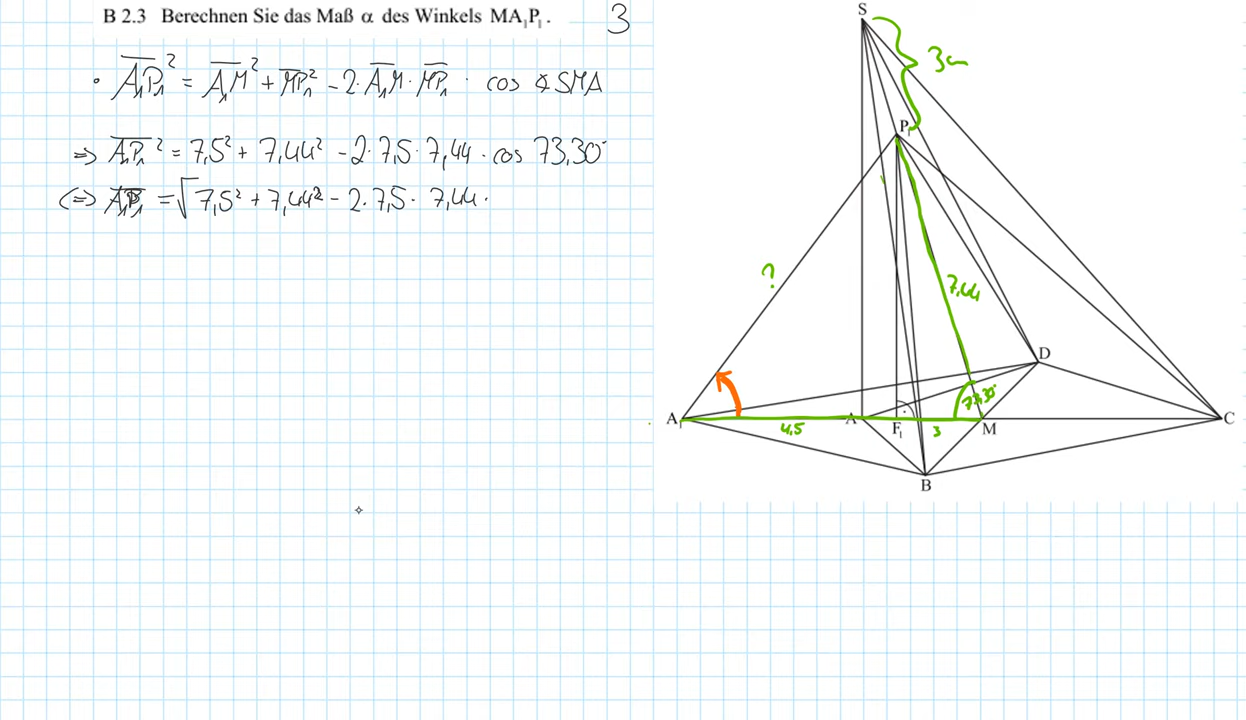 B 2.3 Berechnen Sie das Maß α des Winkels MA₁P₁. 3
• A₁P₁² = A₁M² + MP₁² - 2·A₁M·MP₁ · cos ∢SMA
=> A₁P₁² = 7,5² + 7,44² - 2·7,5·7,44 · cos 73,30°
(=> A₁P₁ = √7,5² + 7,44² - 2·7,5· 7,44·
S
3cm
P₁
?
7,44
D
73,30°
A₁
4,5
A
F₁
3
M
C
B